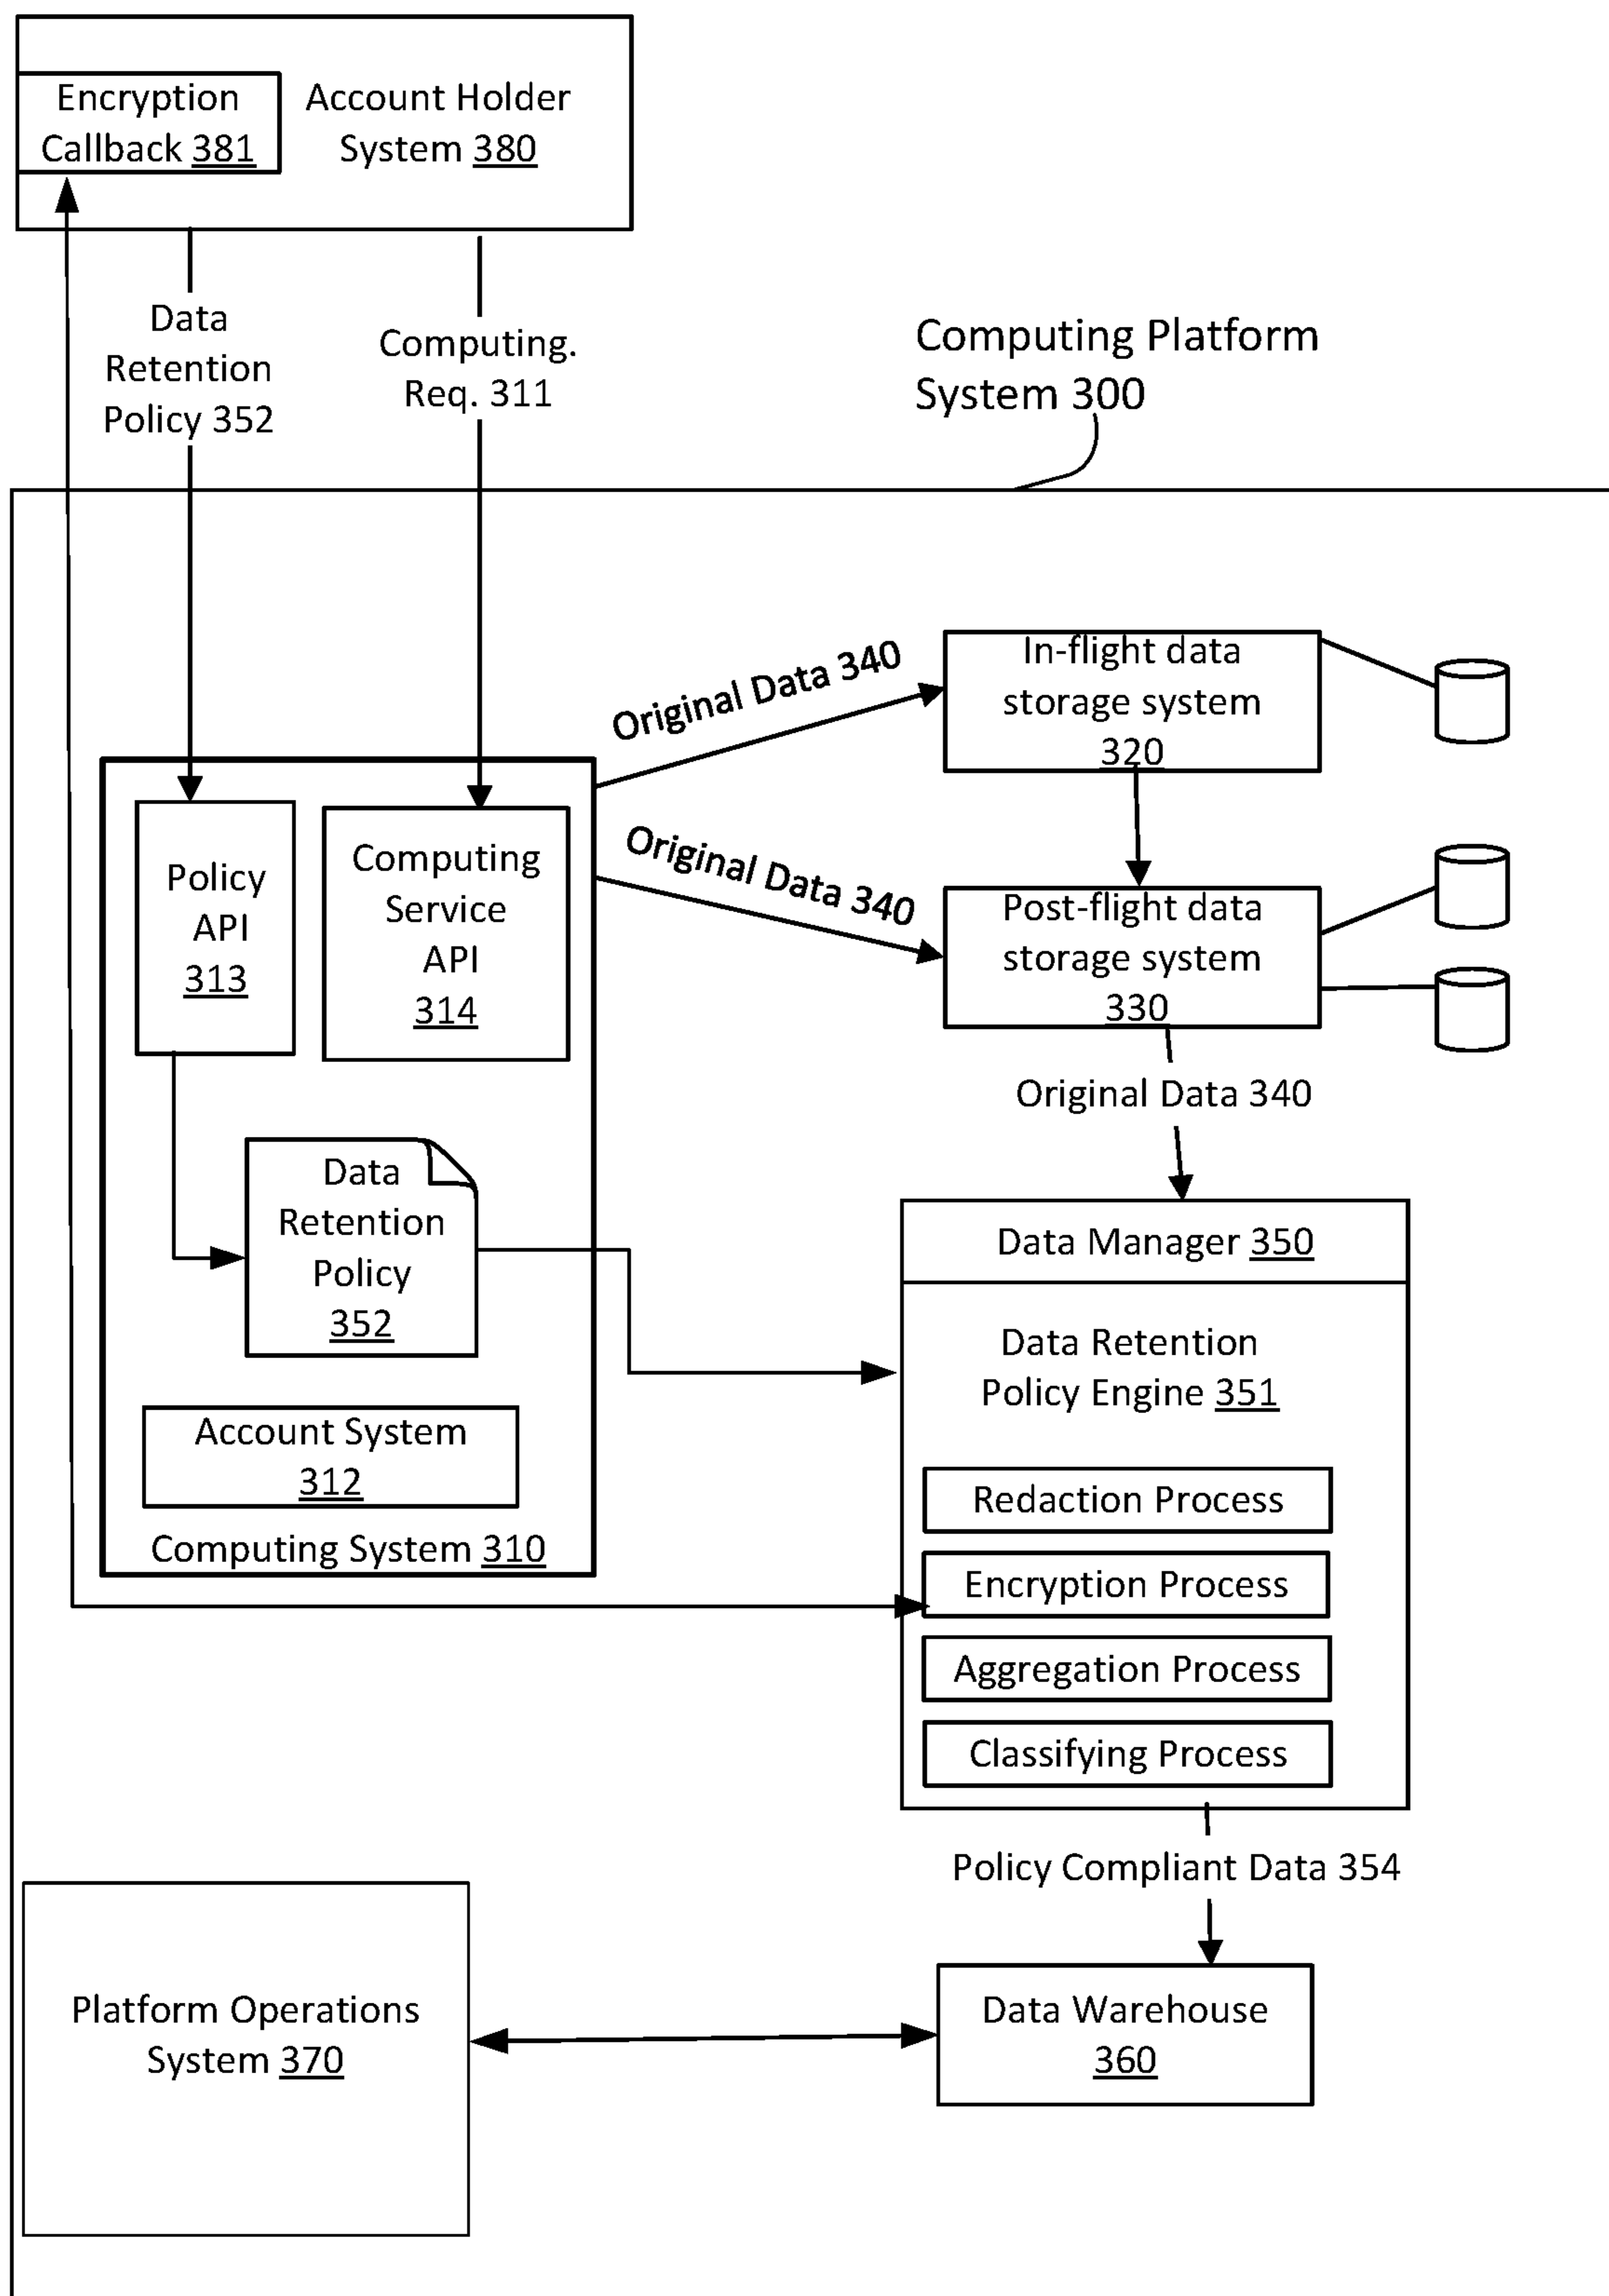 Encryption
Callback 381
Account Holder
System 380
Data
Retention
Policy 352
Computing.
Req. 311
Computing Platform
System 300
Original Data 340
In-flight data
storage system
320
Original Data 340
Post-flight data
storage system
330
Policy
API
313
Computing
Service
API
314
Original Data 340
Data
Retention
Policy
352
Data Manager 350
Data Retention
Policy Engine 351
Account System
312
Computing System 310
Redaction Process
Encryption Process
Aggregation Process
Classifying Process
Policy Compliant Data 354
Platform Operations
System 370
Data Warehouse
360